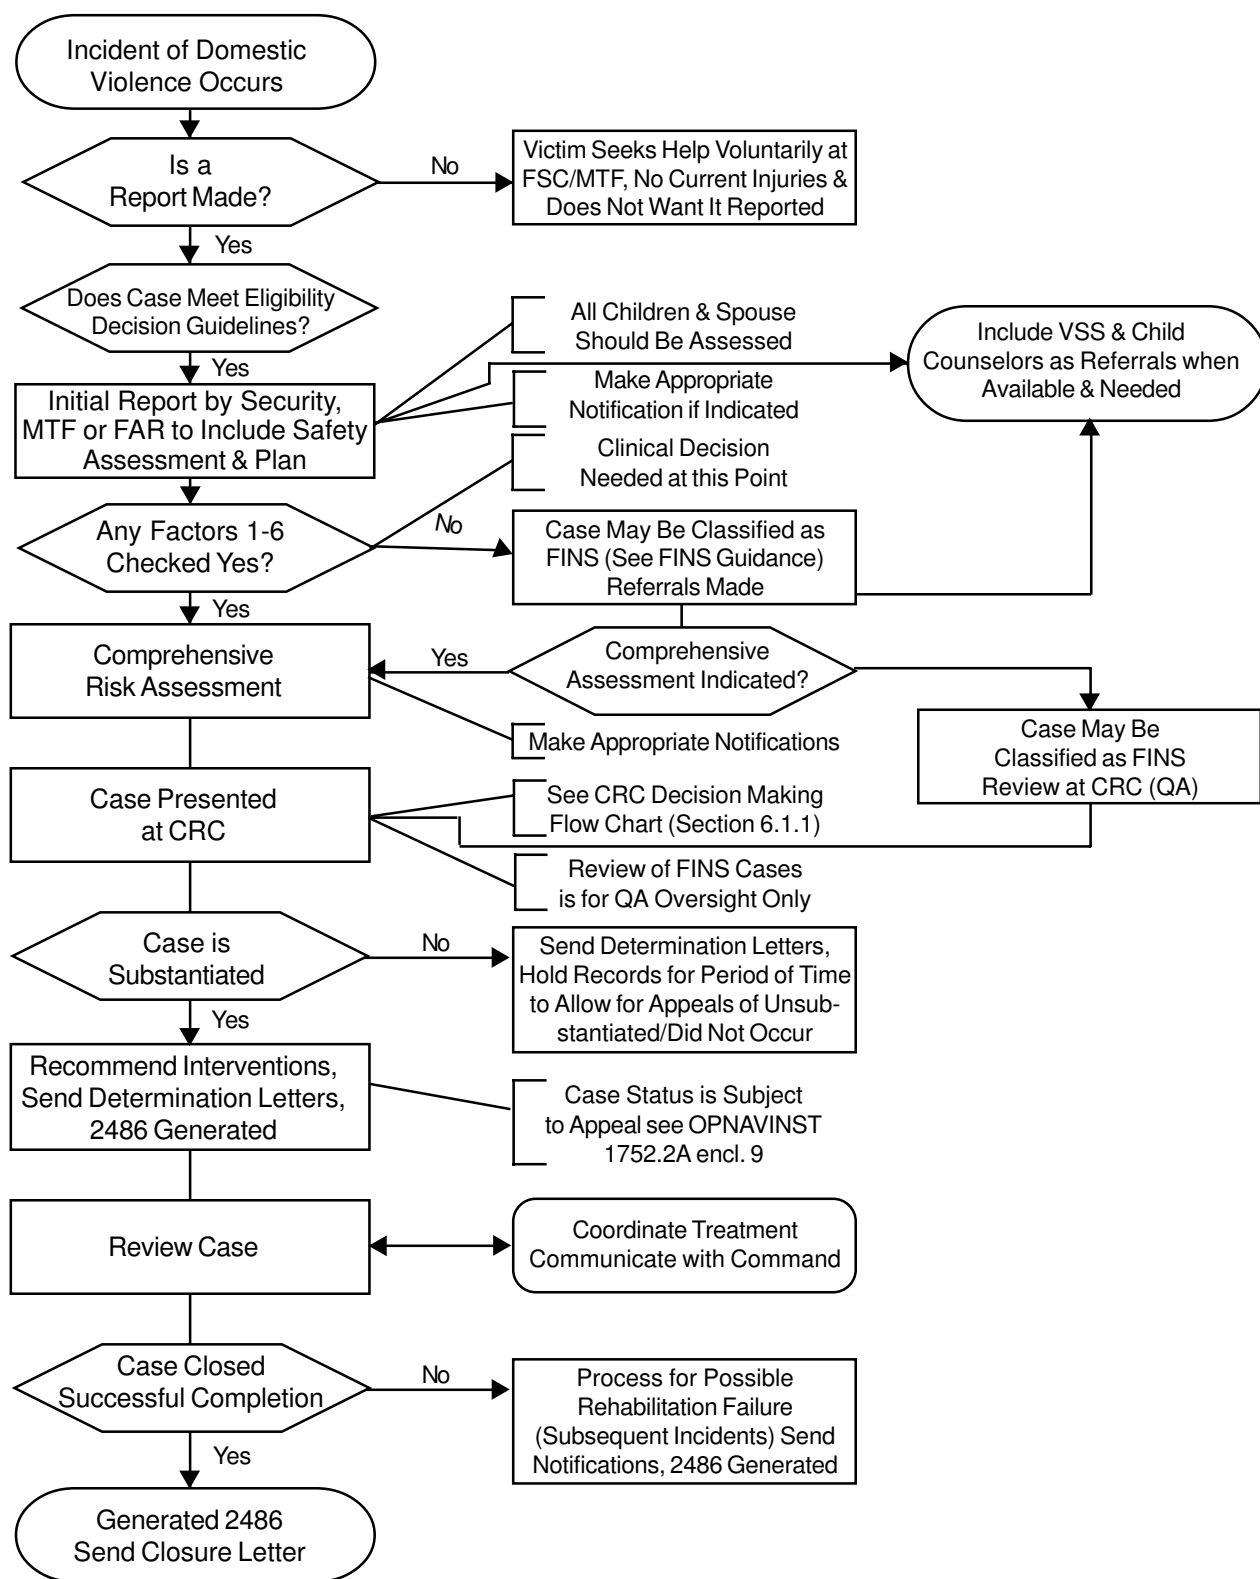 Incident of Domestic
Violence Occurs
Is a
Report Made?
No
Victim Seeks Help Voluntarily at
FSC/MTF, No Current Injuries &
Does Not Want It Reported
Yes
Does Case Meet Eligibility
Decision Guidelines?
All Children & Spouse
Should Be Assessed
Include VSS & Child
Counselors as Referrals when
Available & Needed
Yes
Initial Report by Security,
MTF or FAR to Include Safety
Assessment & Plan
Make Appropriate
Notification if Indicated
Clinical Decision
Needed at this Point
Any Factors 1-6
Checked Yes?
No
Case May Be Classified as
FINS (See FINS Guidance)
Referrals Made
Yes
Comprehensive
Risk Assessment
Yes
Comprehensive
Assessment Indicated?
Make Appropriate Notifications
Case May Be
Classified as FINS
Review at CRC (QA)
Case Presented
at CRC
See CRC Decision Making
Flow Chart (Section 6.1.1)
Review of FINS Cases
is for QA Oversight Only
Case is
Substantiated
No
Send Determination Letters,
Hold Records for Period of Time
to Allow for Appeals of Unsub-
stantiated/Did Not Occur
Yes
Recommend Interventions,
Send Determination Letters,
2486 Generated
Case Status is Subject
to Appeal see OPNAVINST
1752.2A encl. 9
Review Case
Coordinate Treatment
Communicate with Command
Case Closed
Successful Completion
No
Process for Possible
Rehabilitation Failure
(Subsequent Incidents) Send
Notifications, 2486 Generated
Yes
Generated 2486
Send Closure Letter